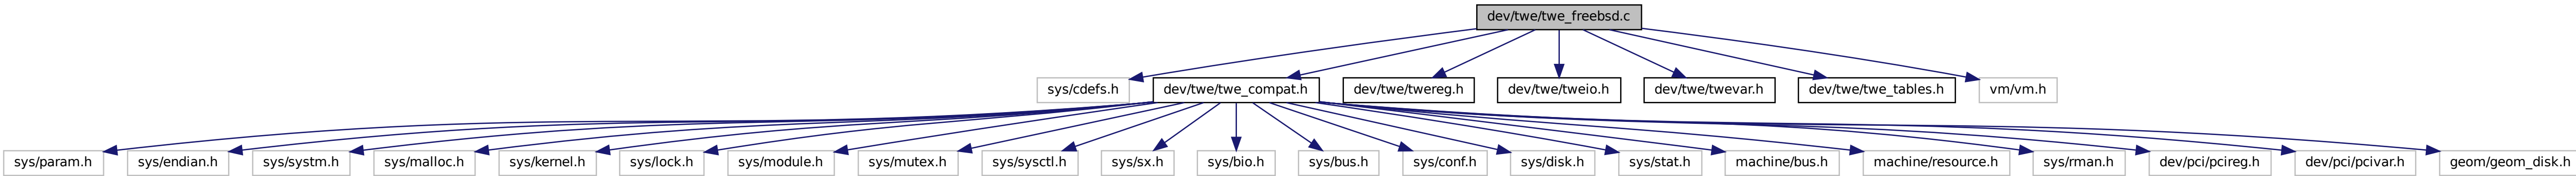 dev/twe/twe_freebsd.c
sys/cdefs.h
dev/twe/twe_compat.h
dev/twe/twereg.h
dev/twe/tweio.h
dev/twe/twevar.h
dev/twe/twe_tables.h
vm/vm.h
sys/param.h
sys/endian.h
sys/systm.h
sys/malloc.h
sys/kernel.h
sys/lock.h
sys/module.h
sys/mutex.h
sys/sysctl.h
sys/sx.h
sys/bio.h
sys/bus.h
sys/conf.h
sys/disk.h
sys/stat.h
machine/bus.h
machine/resource.h
sys/rman.h
dev/pci/pcireg.h
dev/pci/pcivar.h
geom/geom_disk.h